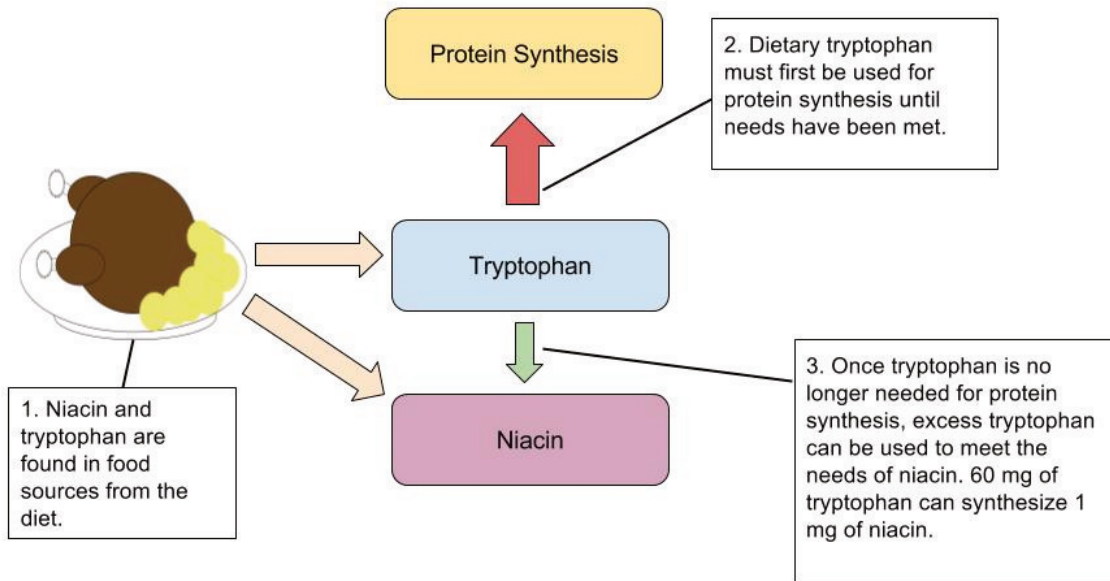 Protein Synthesis
2. Dietary tryptophan
must first be used for
protein synthesis until
needs have been met.
Tryptophan
1. Niacin and
tryptophan are
found in food
sources from the
diet.
Niacin
3. Once tryptophan is no
longer needed for protein
synthesis, excess tryptophan
can be used to meet the
needs of niacin. 60 mg of
tryptophan can synthesize 1
mg of niacin.